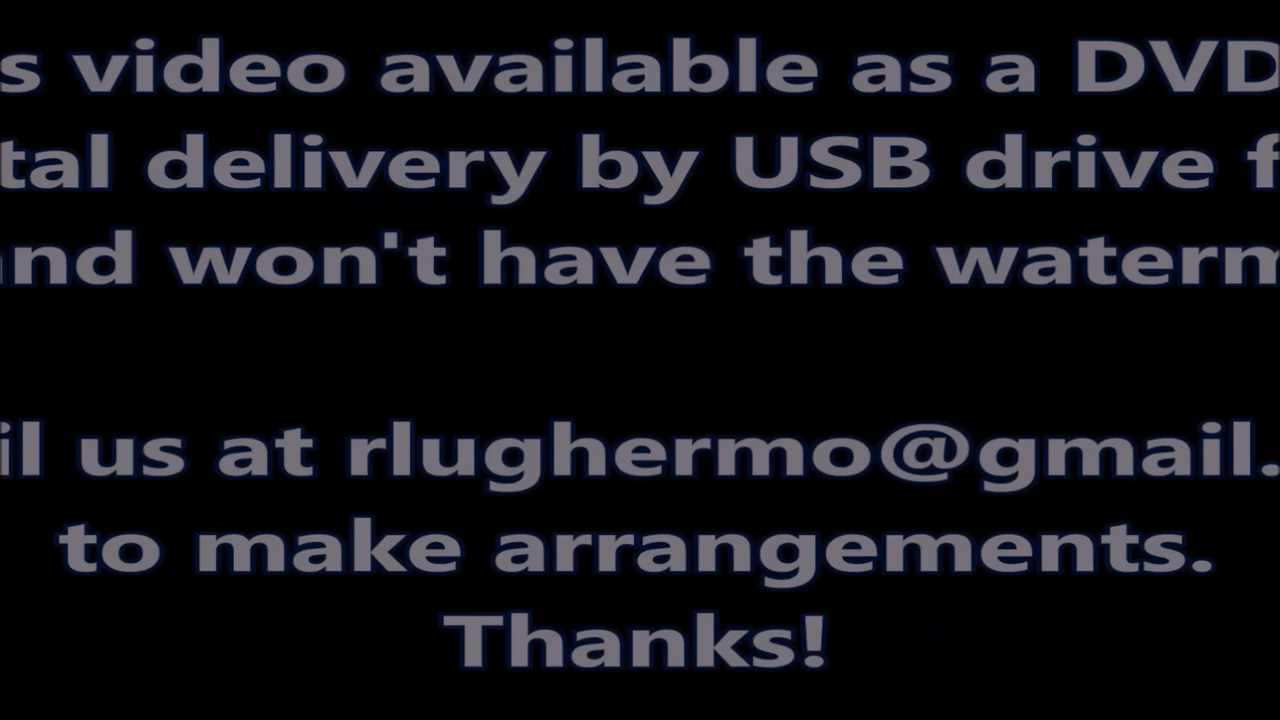 s video available as a DVD
tal delivery by USB drive f
nd won't have the waterm
il us at rlughermo@gmail.
to make arrangements.
Thanks!